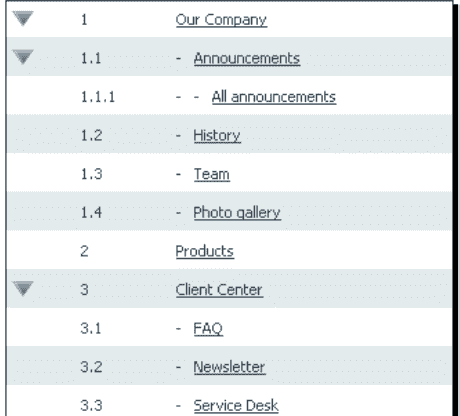 1 Our Company
1.1 - Announcements
1.1.1 - - All announcements
1.2 - History
1.3 - Team
1.4 - Photo gallery
2 Products
3 Client Center
3.1 - FAQ
3.2 - Newsletter
3.3 - Service Desk